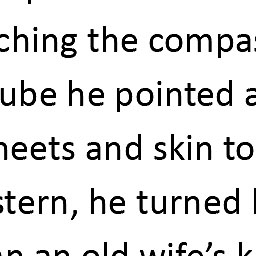 ching the compas
ube he pointed a
heets and skin to
stern, he turned
an old wife's k